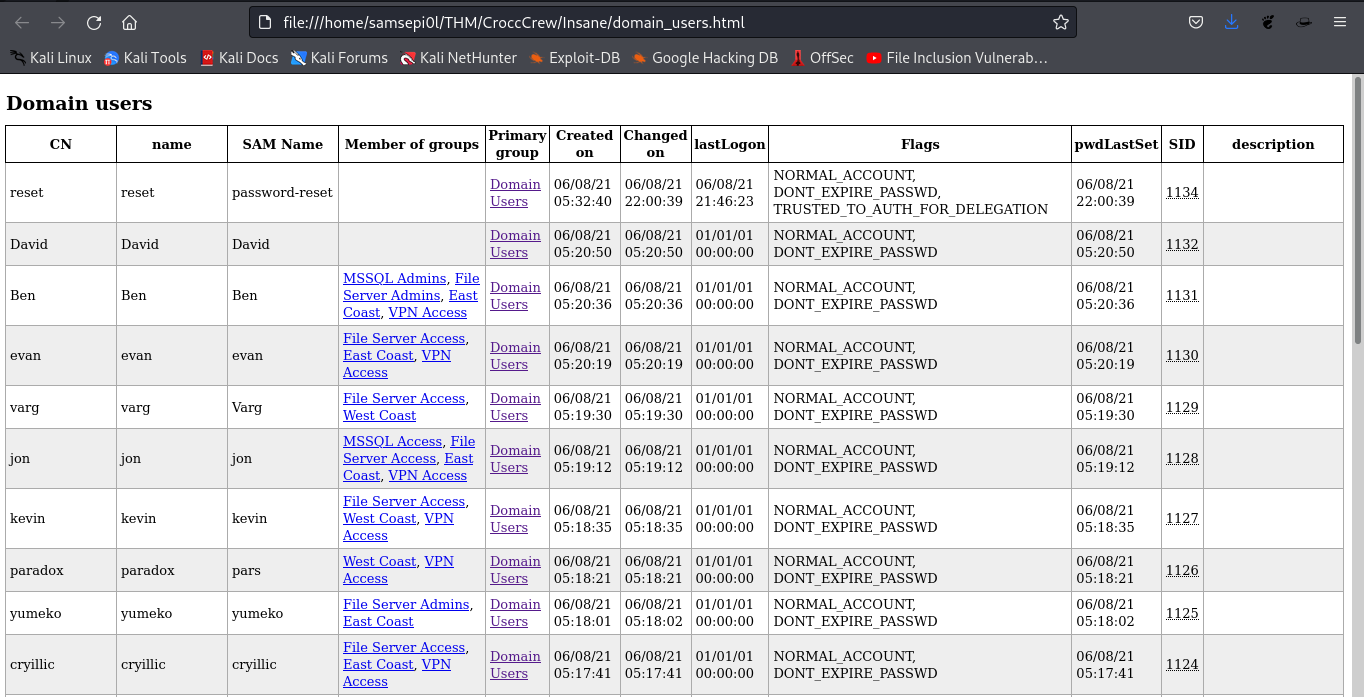 file:///home/samsepi0l/THM/CroccCrew/Insane/domain_users.html
Kali Linux Kali Tools Kali Docs Kali Forums Kali NetHunter Exploit-DB Google Hacking DB OffSec File Inclusion Vulnerab…
Domain users
CN name SAM Name Member of groups Primary group Created on Changed on lastLogon Flags pwdLastSet SID description
reset reset password-reset Domain Users 06/08/21 05:32:40 06/08/21 22:00:39 06/08/21 21:46:23 NORMAL_ACCOUNT, DONT_EXPIRE_PASSWD, TRUSTED_TO_AUTH_FOR_DELEGATION 06/08/21 22:00:39 1134
David David David Domain Users 06/08/21 05:20:50 06/08/21 05:20:50 01/01/01 00:00:00 NORMAL_ACCOUNT, DONT_EXPIRE_PASSWD 06/08/21 05:20:50 1132
Ben Ben Ben MSSQL Admins, File Server Admins, East Coast, VPN Access Domain Users 06/08/21 05:20:36 06/08/21 05:20:36 01/01/01 00:00:00 NORMAL_ACCOUNT, DONT_EXPIRE_PASSWD 06/08/21 05:20:36 1131
evan evan evan File Server Access, East Coast, VPN Access Domain Users 06/08/21 05:20:19 06/08/21 05:20:19 01/01/01 00:00:00 NORMAL_ACCOUNT, DONT_EXPIRE_PASSWD 06/08/21 05:20:19 1130
varg varg Varg File Server Access, West Coast Domain Users 06/08/21 05:19:30 06/08/21 05:19:30 01/01/01 00:00:00 NORMAL_ACCOUNT, DONT_EXPIRE_PASSWD 06/08/21 05:19:30 1129
jon jon jon MSSQL Access, File Server Access, East Coast, VPN Access Domain Users 06/08/21 05:19:12 06/08/21 05:19:12 01/01/01 00:00:00 NORMAL_ACCOUNT, DONT_EXPIRE_PASSWD 06/08/21 05:19:12 1128
kevin kevin kevin File Server Access, West Coast, VPN Access Domain Users 06/08/21 05:18:35 06/08/21 05:18:35 01/01/01 00:00:00 NORMAL_ACCOUNT, DONT_EXPIRE_PASSWD 06/08/21 05:18:35 1127
paradox paradox pars West Coast, VPN Access Domain Users 06/08/21 05:18:21 06/08/21 05:18:21 01/01/01 00:00:00 NORMAL_ACCOUNT, DONT_EXPIRE_PASSWD 06/08/21 05:18:21 1126
yumeko yumeko yumeko File Server Admins, East Coast Domain Users 06/08/21 05:18:01 06/08/21 05:18:02 01/01/01 00:00:00 NORMAL_ACCOUNT, DONT_EXPIRE_PASSWD 06/08/21 05:18:02 1125
cryillic cryillic cryillic File Server Access, East Coast, VPN Access Domain Users 06/08/21 05:17:41 06/08/21 05:17:41 01/01/01 00:00:00 NORMAL_ACCOUNT, DONT_EXPIRE_PASSWD 06/08/21 05:17:41 1124